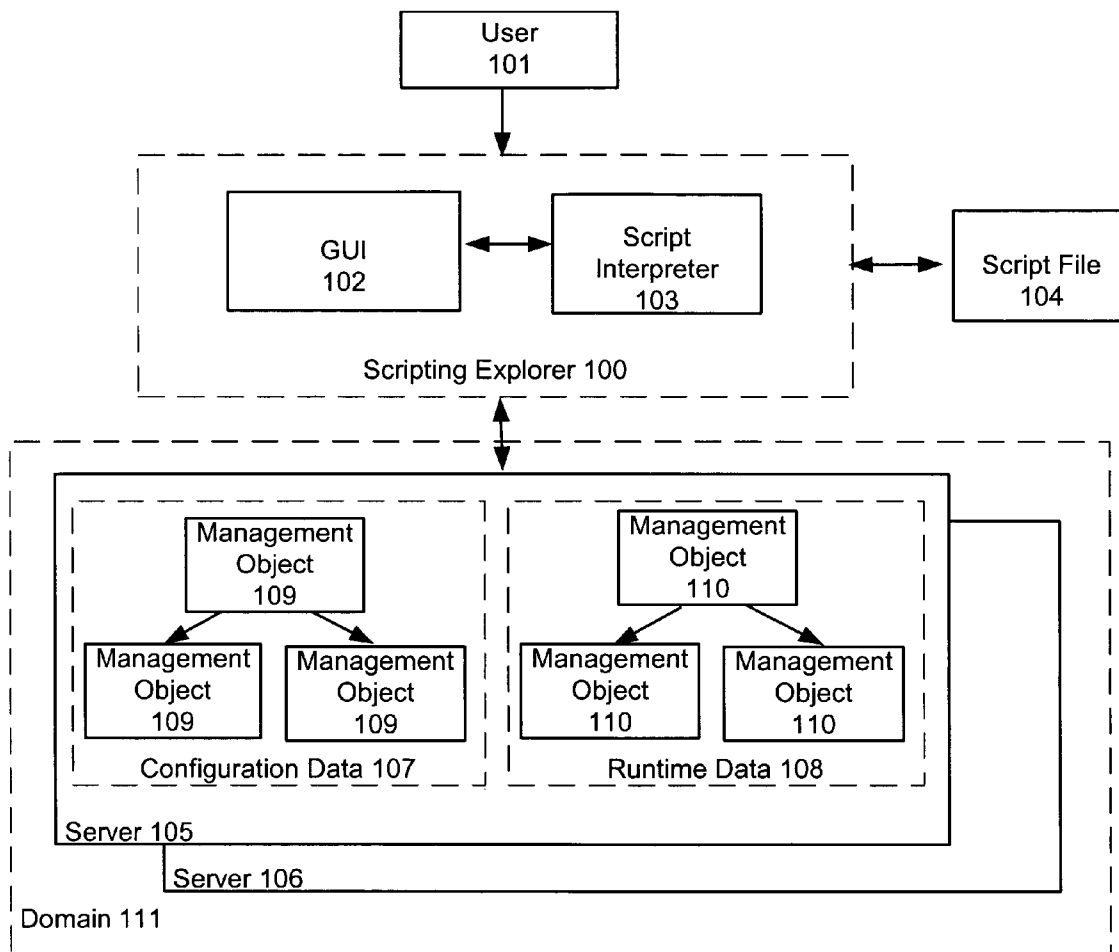 User
101
GUI
102
Script
Interpreter
103
Script File
104
Scripting Explorer 100
Management
Object
109
Management
Object
110
Management
Object
109
Management
Object
109
Management
Object
110
Management
Object
110
Configuration Data 107
Runtime Data 108
Server 105
Server 106
Domain 111